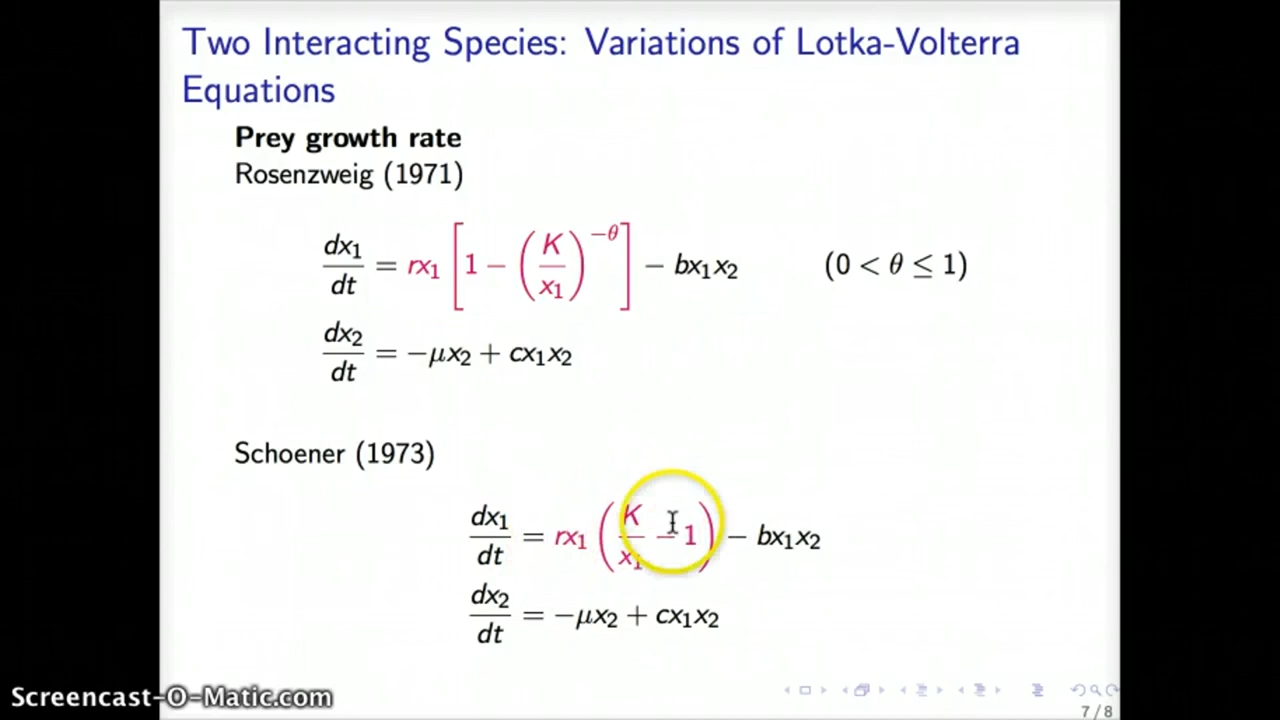 Two Interacting Species: Variations of Lotka-Volterra
Equations
Prey growth rate
Rosenzweig (1971)
dx₁/dt = rx₁ [1 − (K/x₁)^−θ] − bx₁x₂ (0 < θ ≤ 1)
dx₂/dt = −μx₂ + cx₁x₂
Schoener (1973)
dx₁/dt = rx₁ (K/x₁ − 1) − bx₁x₂
dx₂/dt = −μx₂ + cx₁x₂
7 / 8
Screencast-O-Matic.com